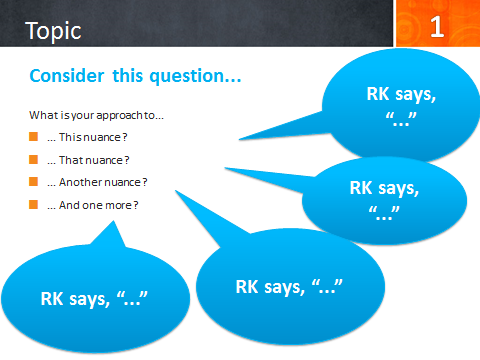 Topic
1
Consider this question...
What is your approach to...
... This nuance?
... That nuance?
... Another nuance?
... And one more?
RK says,
“...”
RK says,
“...”
RK says, “...”
RK says, “...”